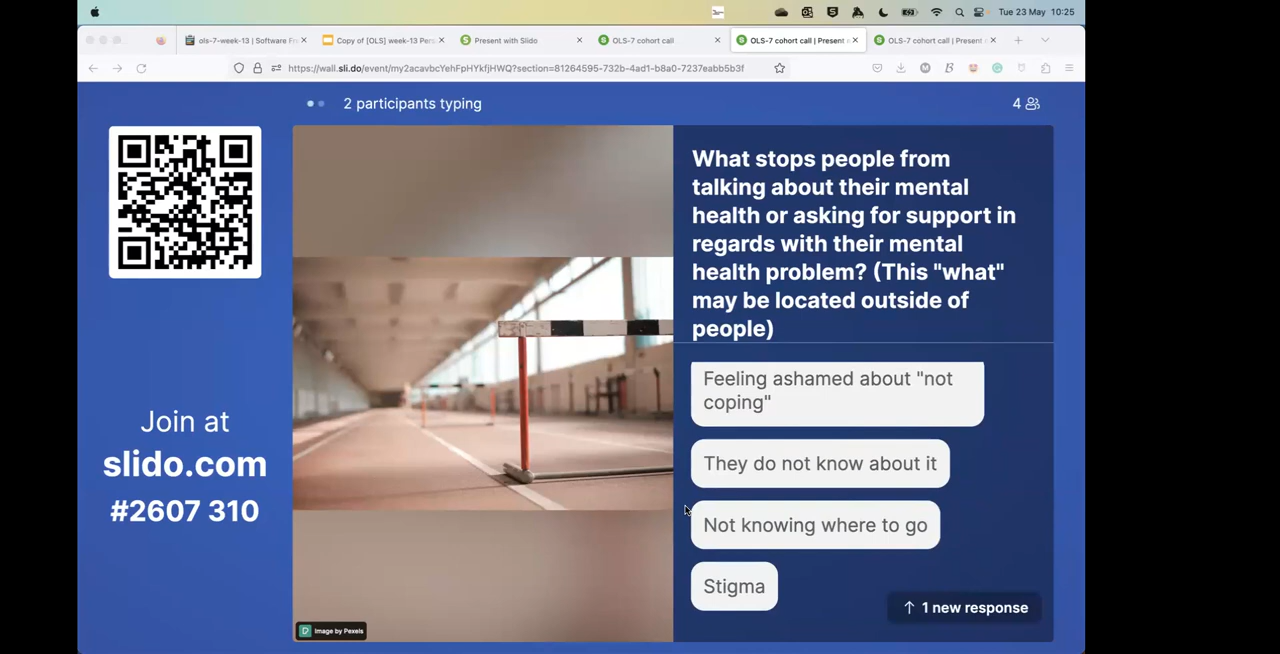 Tue 23 May 10:25
ols-7-week-13 | Software Fr
Copy of [OLS] week-13 Pers
Present with Slido
OLS-7 cohort call
OLS-7 cohort call | Present
OLS-7 cohort call | Present
https://wall.sli.do/event/my2acavbcYehFpHYkfjHWQ?section=81264595-732b-4ad1-b8a0-7237eabb5b3f
2 participants typing
4
What stops people from
talking about their mental
health or asking for support in
regards with their mental
health problem? (This "what"
may be located outside of
people)
Feeling ashamed about "not
coping"
They do not know about it
Not knowing where to go
Stigma
↑ 1 new response
Join at
slido.com
#2607 310
Image by Pexels